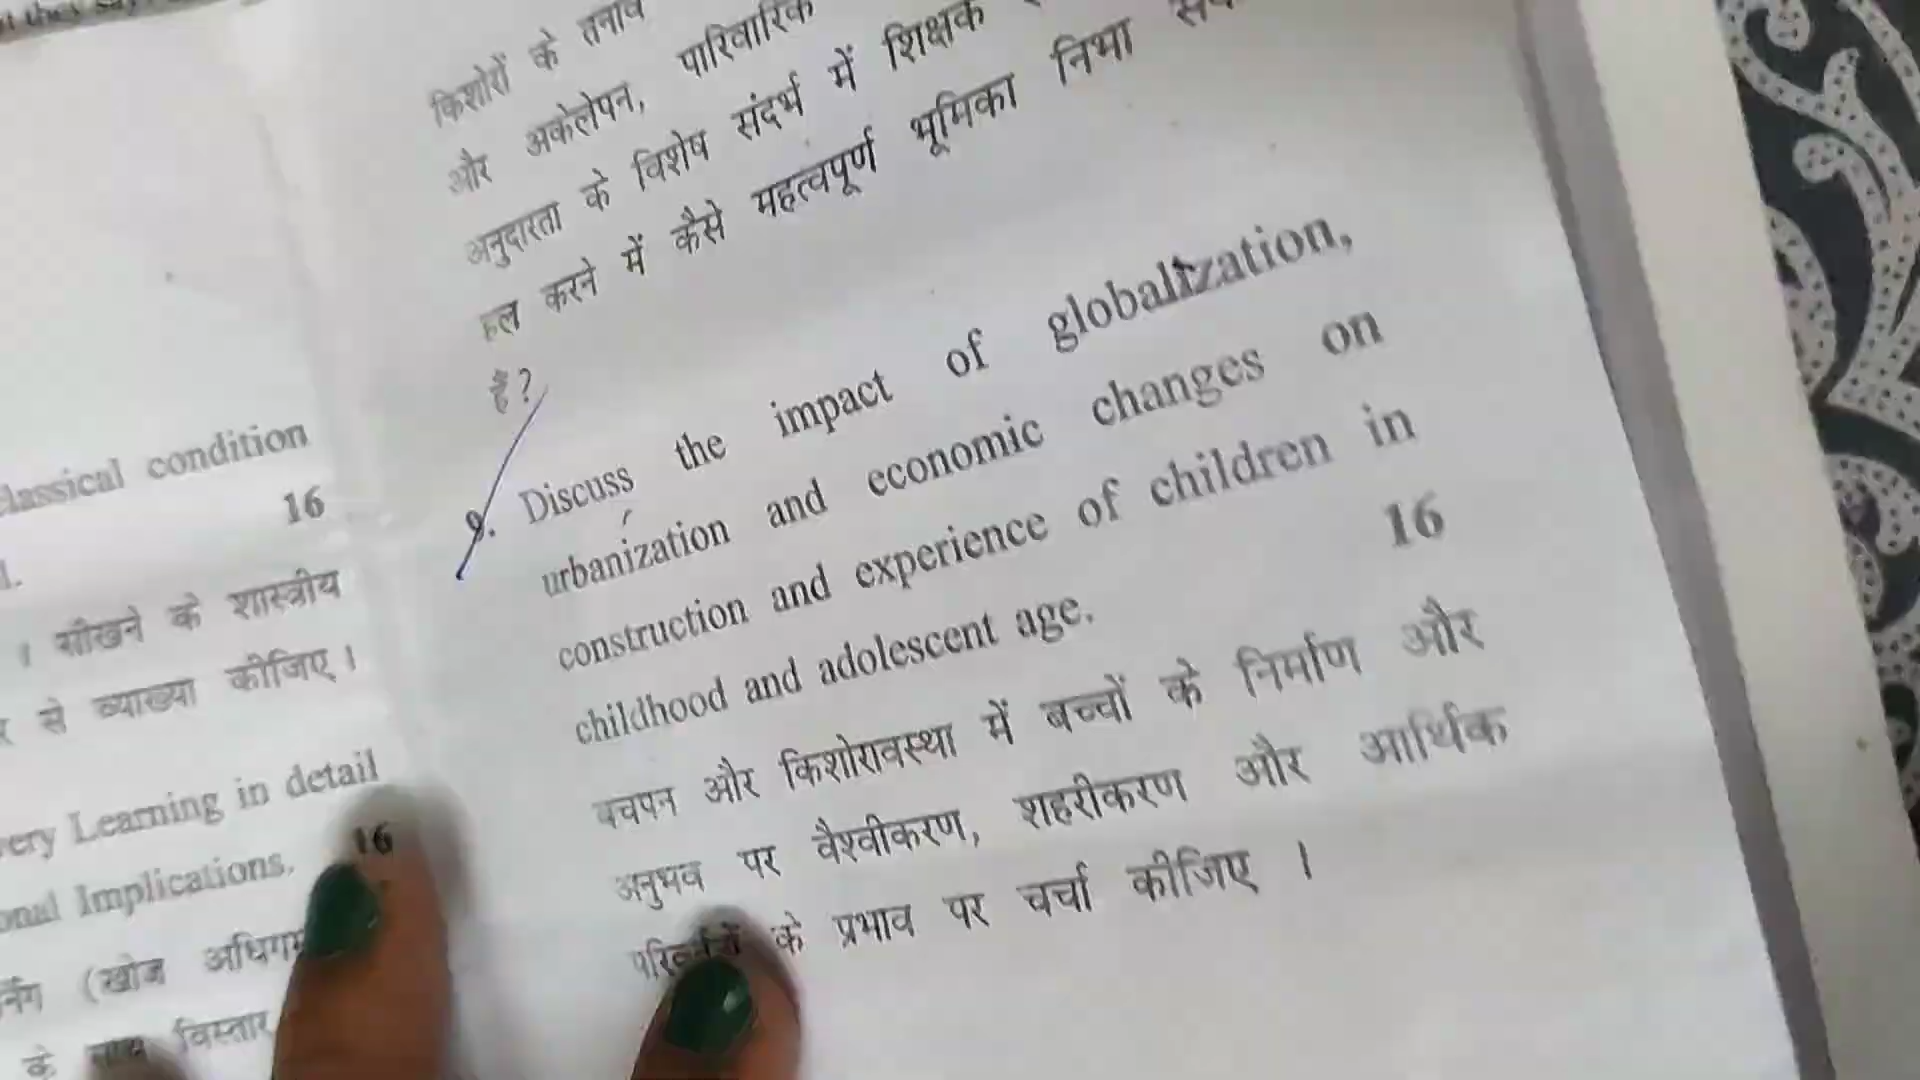 किशोरों के तनाव
और अकेलेपन, पारिवारिक
अनुदारता के विशेष संदर्भ में शिक्षक
हल करने में कैसे महत्वपूर्ण भूमिका निभा
हैं?
9. Discuss the impact of globalization,
urbanization and economic changes on
construction and experience of children in
childhood and adolescent age. 16
बचपन और किशोरावस्था में बच्चों के निर्माण और
अनुभव पर वैश्वीकरण, शहरीकरण और आर्थिक
परिवर्तनों के प्रभाव पर चर्चा कीजिए ।
classical condition
16
। सीखने के शास्त्रीय
से व्याख्या कीजिए ।
Learning in detail
Implications. 16
(खोज
के साथ विस्तार